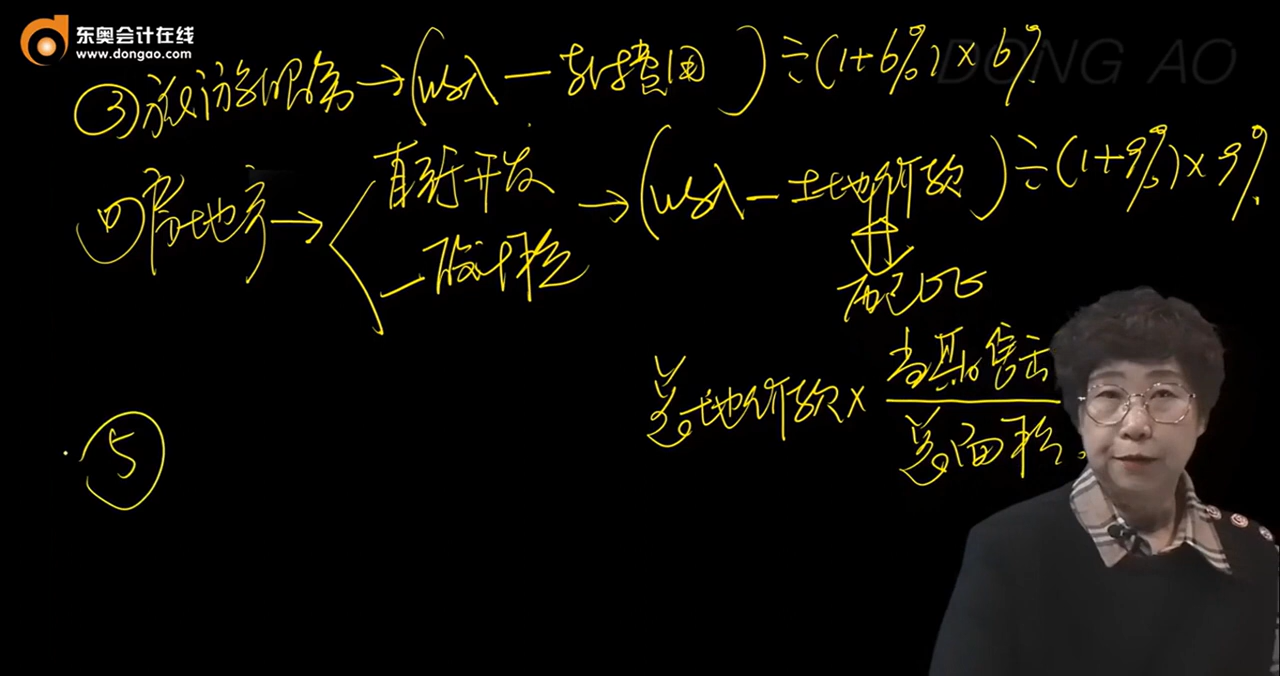 东奥会计在线
www.dongao.com
DONG AO
③旅游服务→(收入－支付费用)÷(1+6%)×6%
④房地产→自行开发
一般计税→(收入－土地价款)÷(1+9%)×9%
配比
总土地价款×当期售出
总面积
⑤